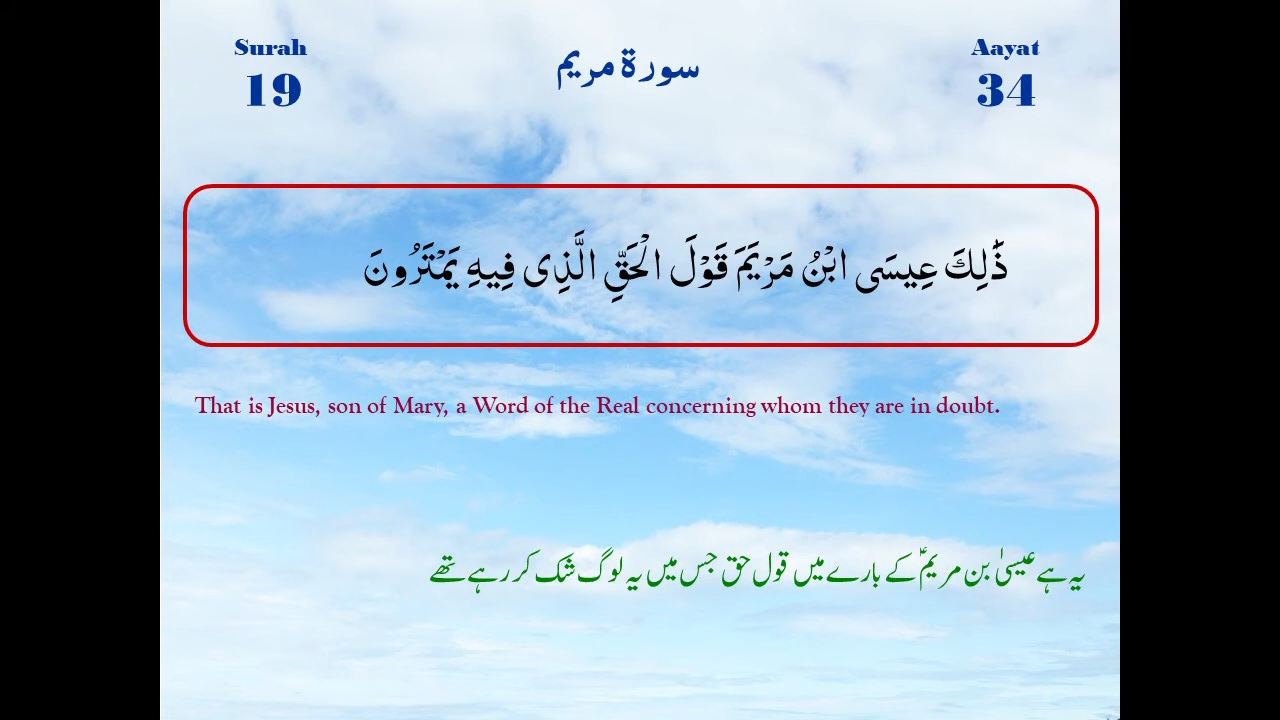 Surah
19
سورة مريم
Aayat
34
ذَٰلِكَ عِيسَى ابْنُ مَرْيَمَ قَوْلَ الْحَقِّ الَّذِى فِيهِ يَمْتَرُونَ
That is Jesus, son of Mary, a Word of the Real concerning whom they are in doubt.
یہ ہے عیسیٰ بن مریمؑ کے بارے میں قول حق جس میں یہ لوگ شک کر رہے تھے